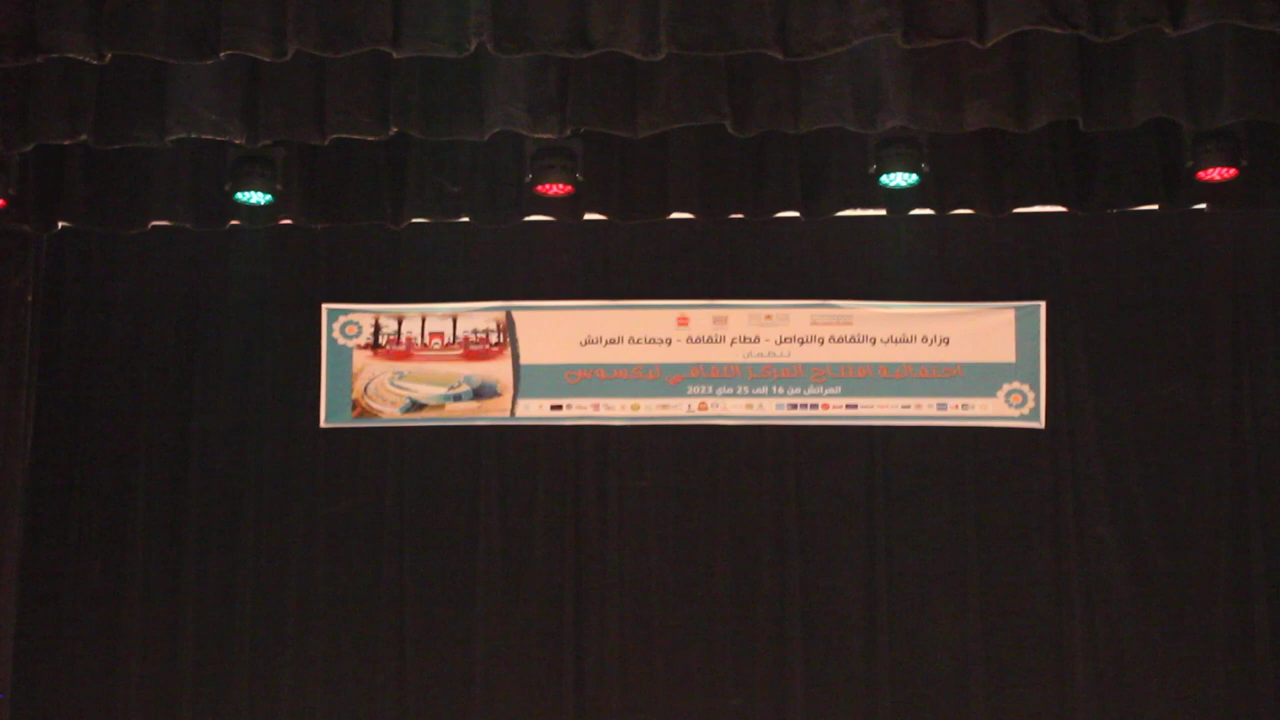 وزارة الشباب والثقافة والتواصل - قطاع الثقافة - وجماعة العرائش
تنظمان
احتفالية افتتاح المركز الثقافي ليكسوس
العرائش من 16 إلى 25 ماي 2023